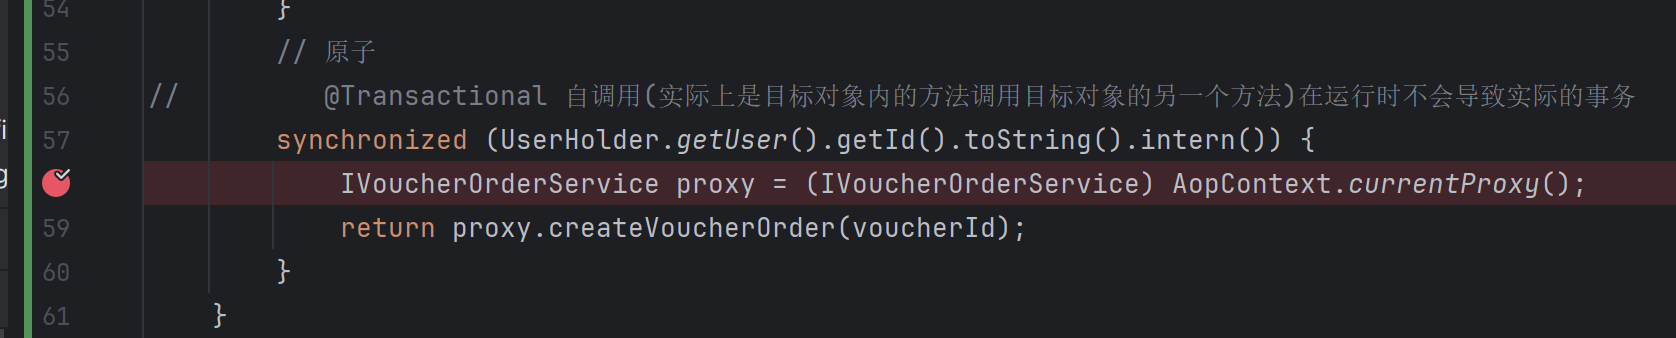 54 }
55 // 原子
56 // @Transactional 自调用(实际上是目标对象内的方法调用目标对象的另一个方法)在运行时不会导致实际的事务
57 synchronized (UserHolder.getUser().getId().toString().intern()) {
IVoucherOrderService proxy = (IVoucherOrderService) AopContext.currentProxy();
59 return proxy.createVoucherOrder(voucherId);
60 }
61 }